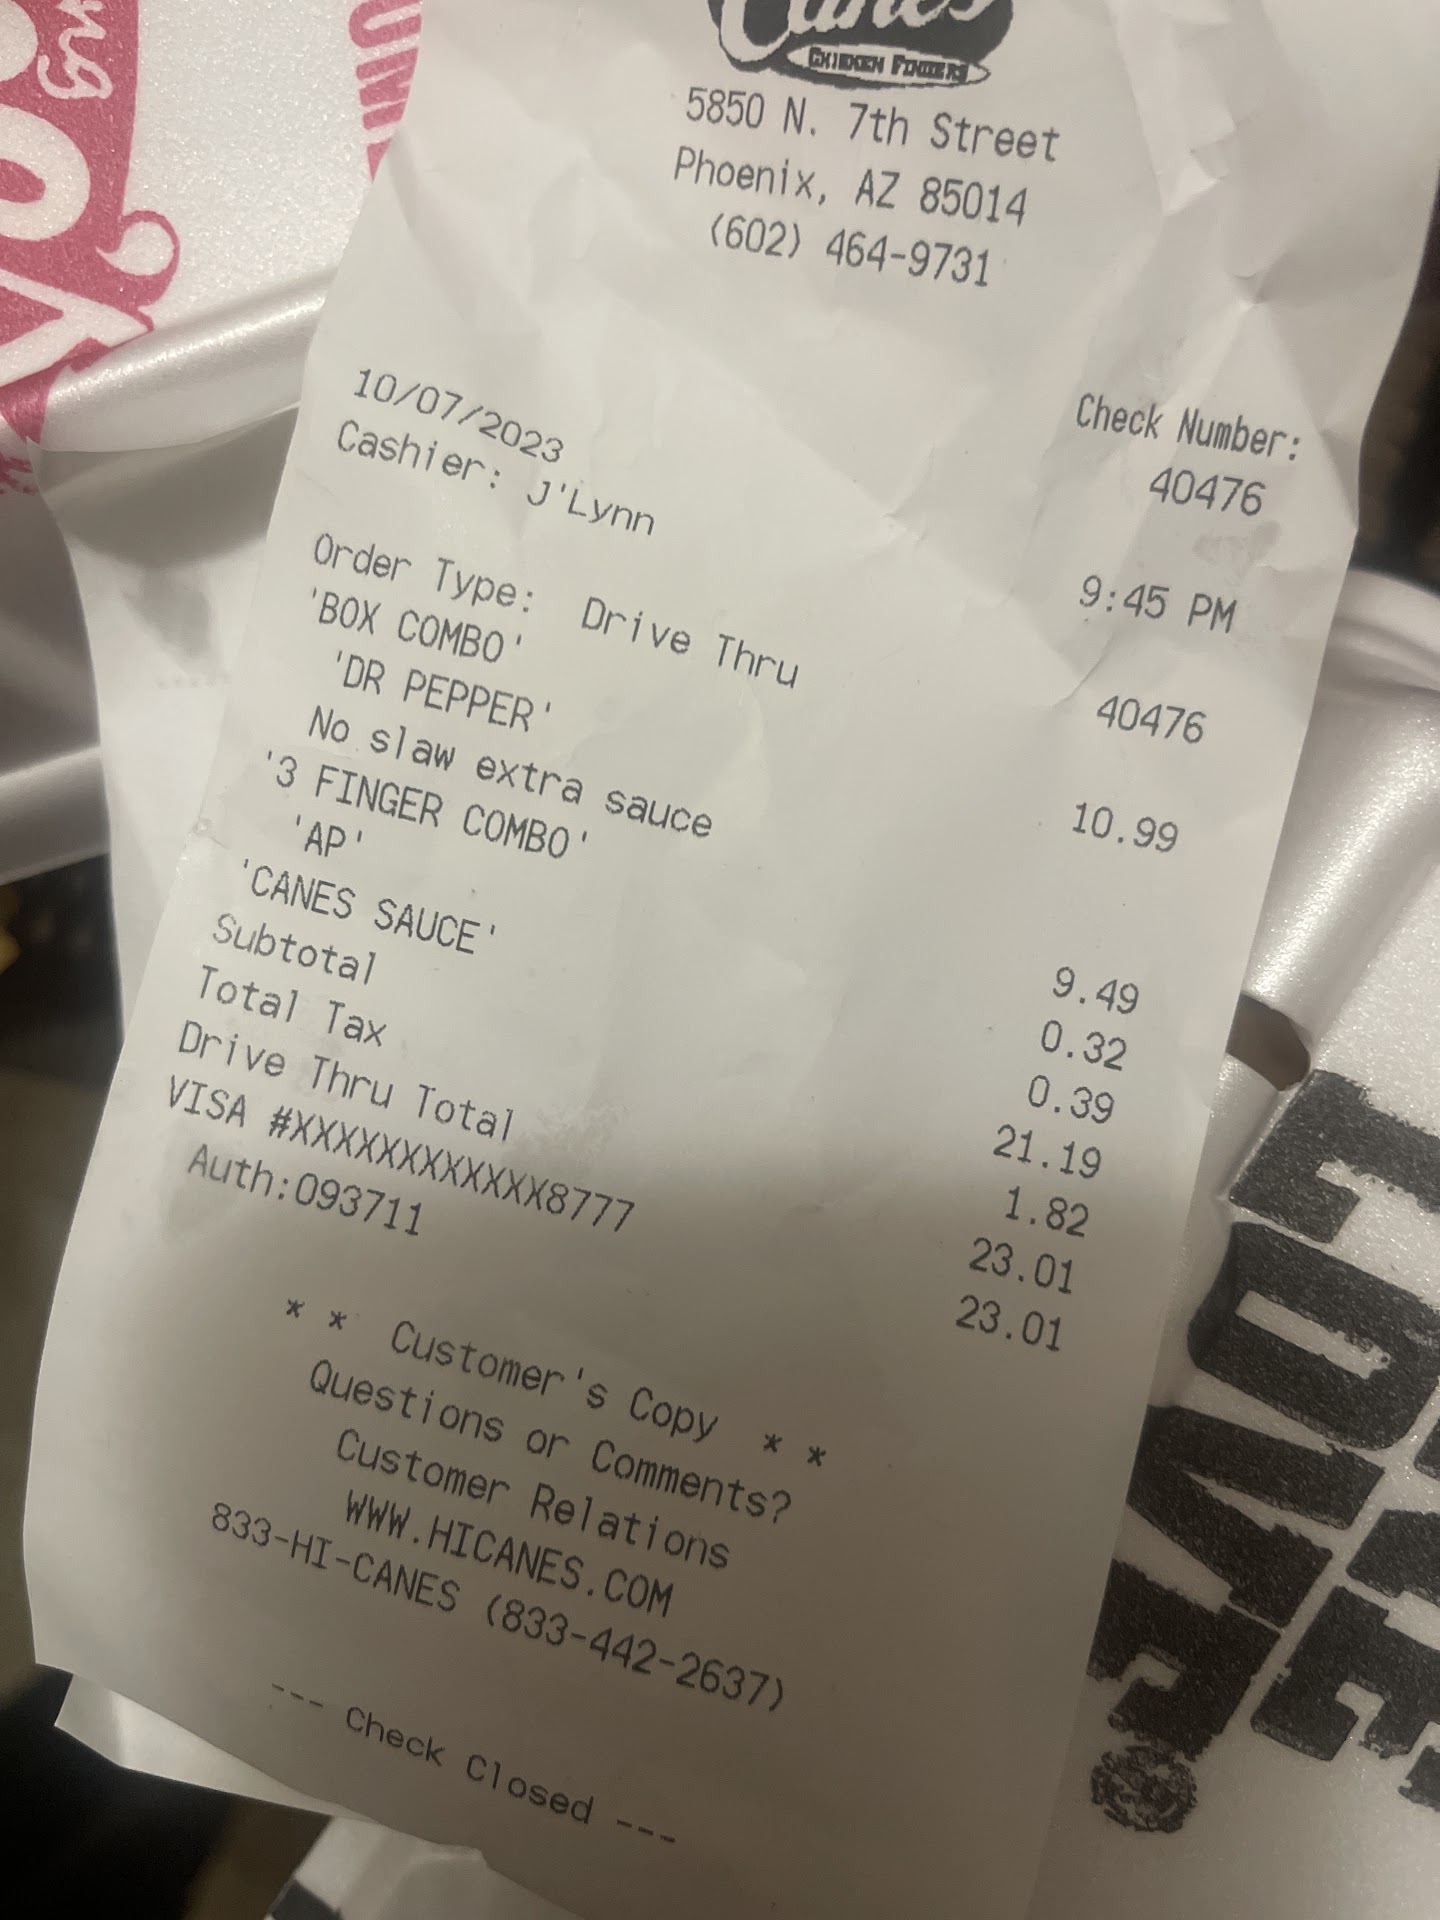 Cane's
CHICKEN FINGERS
5850 N. 7th Street
Phoenix, AZ 85014
(602) 464-9731
Check Number:
10/07/2023 40476
Cashier: J'Lynn 9:45 PM
Order Type: Drive Thru 40476
'BOX COMBO' 10.99
'DR PEPPER'
No slaw extra sauce
'3 FINGER COMBO' 9.49
'AP' 0.32
'CANES SAUCE' 0.39
Subtotal 21.19
Total Tax 1.82
Drive Thru Total 23.01
VISA #XXXXXXXXXXXX8777 23.01
Auth:093711
* * Customer's Copy * *
Questions or Comments?
Customer Relations
WWW.HICANES.COM
833-HI-CANES (833-442-2637)
--- Check Closed ---
LOVE